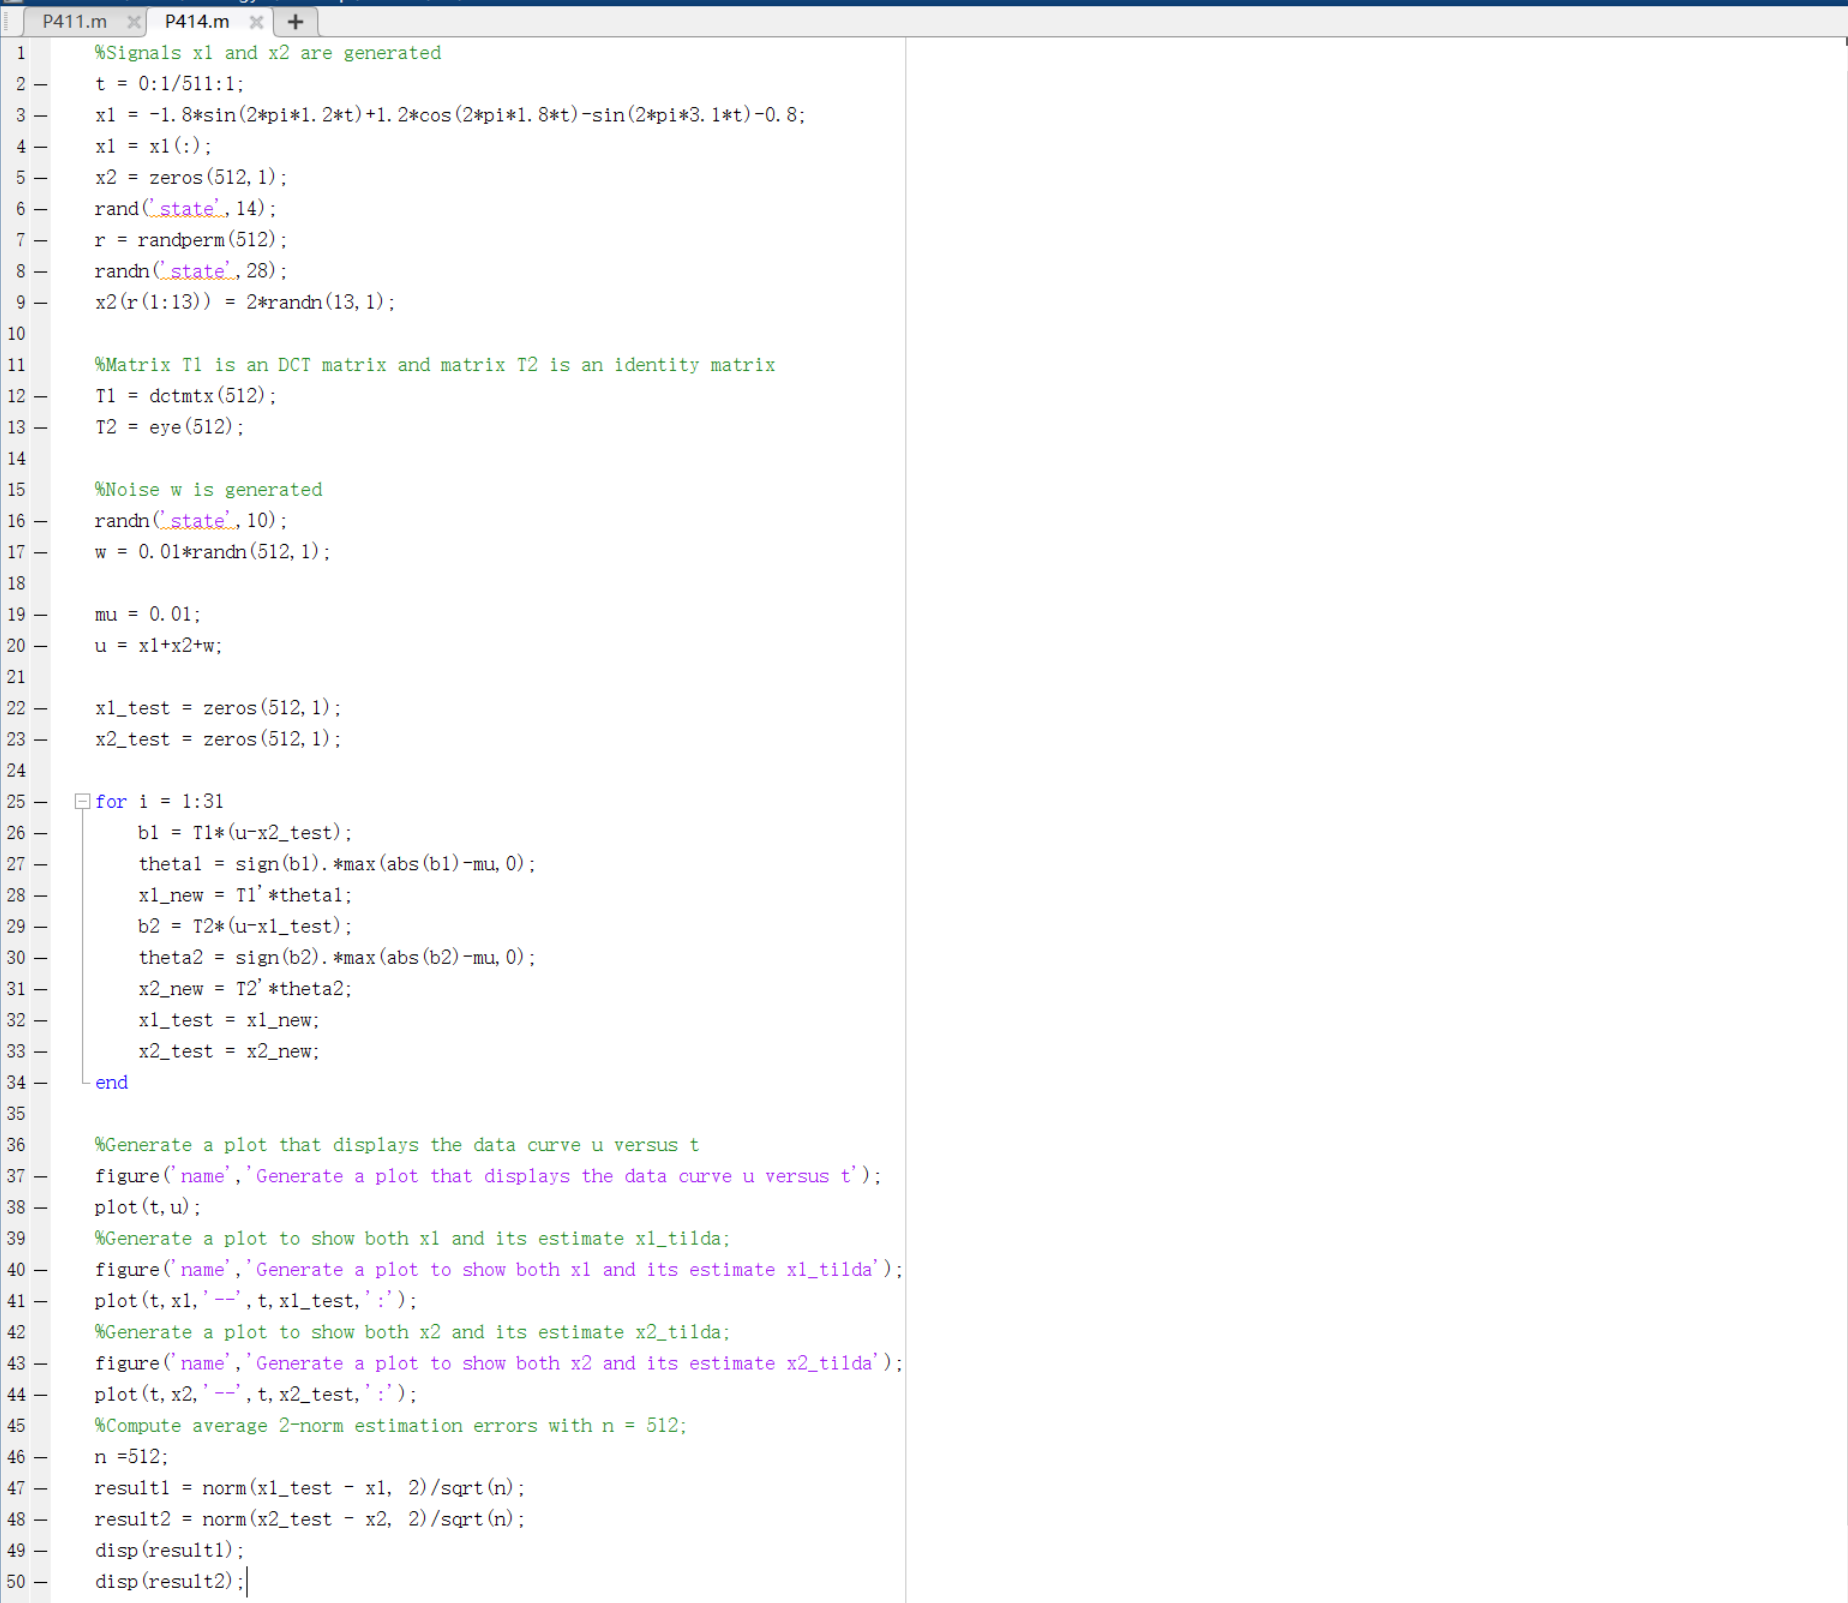 P411.m
P414.m
1 %Signals x1 and x2 are generated
2 t = 0:1/511:1;
3 x1 = -1.8*sin(2*pi*1.2*t)+1.2*cos(2*pi*1.8*t)-sin(2*pi*3.1*t)-0.8;
4 x1 = x1(:);
5 x2 = zeros(512,1);
6 rand('state',14);
7 r = randperm(512);
8 randn('state',28);
9 x2(r(1:13)) = 2*randn(13,1);
10
11 %Matrix T1 is an DCT matrix and matrix T2 is an identity matrix
12 T1 = dctmtx(512);
13 T2 = eye(512);
14
15 %Noise w is generated
16 randn('state',10);
17 w = 0.01*randn(512,1);
18
19 mu = 0.01;
20 u = x1+x2+w;
21
22 x1_test = zeros(512,1);
23 x2_test = zeros(512,1);
24
25 for i = 1:31
26 b1 = T1*(u-x2_test);
27 theta1 = sign(b1).*max(abs(b1)-mu,0);
28 x1_new = T1'*theta1;
29 b2 = T2*(u-x1_test);
30 theta2 = sign(b2).*max(abs(b2)-mu,0);
31 x2_new = T2'*theta2;
32 x1_test = x1_new;
33 x2_test = x2_new;
34 end
35
36 %Generate a plot that displays the data curve u versus t
37 figure('name','Generate a plot that displays the data curve u versus t');
38 plot(t,u);
39 %Generate a plot to show both x1 and its estimate x1_tilda;
40 figure('name','Generate a plot to show both x1 and its estimate x1_tilda');
41 plot(t,x1,'--',t,x1_test,':');
42 %Generate a plot to show both x2 and its estimate x2_tilda;
43 figure('name','Generate a plot to show both x2 and its estimate x2_tilda');
44 plot(t,x2,'--',t,x2_test,':');
45 %Compute average 2-norm estimation errors with n = 512;
46 n =512;
47 result1 = norm(x1_test - x1, 2)/sqrt(n);
48 result2 = norm(x2_test - x2, 2)/sqrt(n);
49 disp(result1);
50 disp(result2);